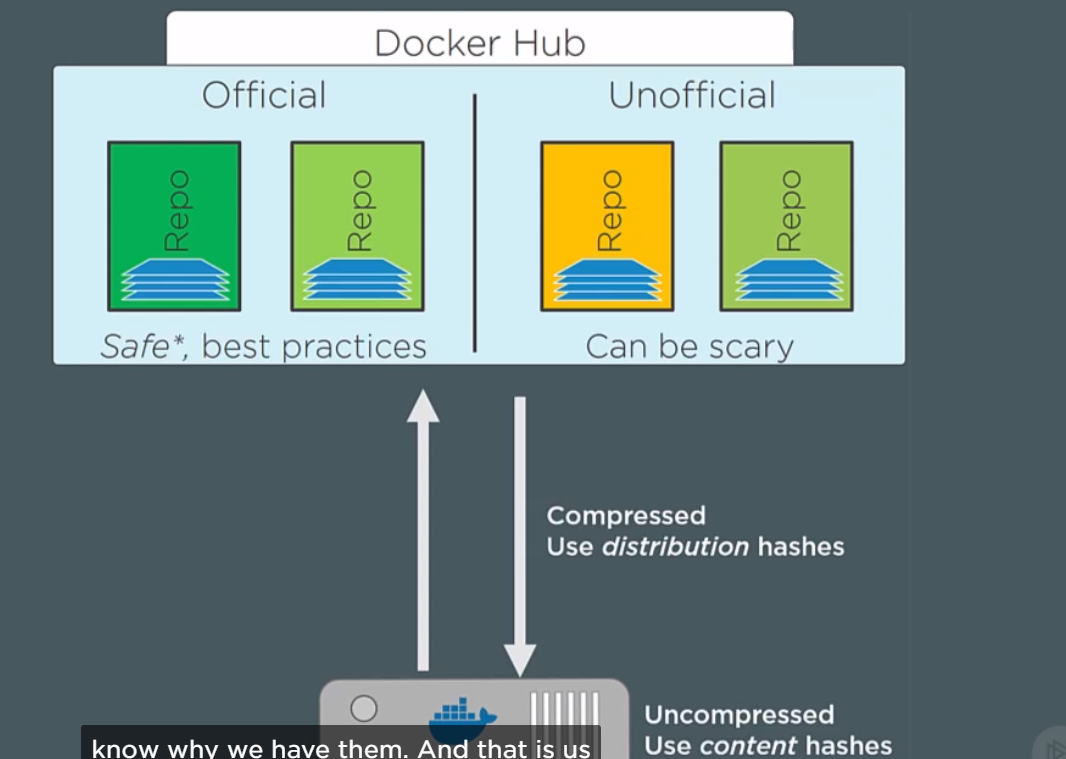 Docker Hub
Official
Unofficial
Repo
Repo
Repo
Repo
Safe*, best practices
Can be scary
Compressed
Use distribution hashes
Uncompressed
Use content hashes
know why we have them. And that is us